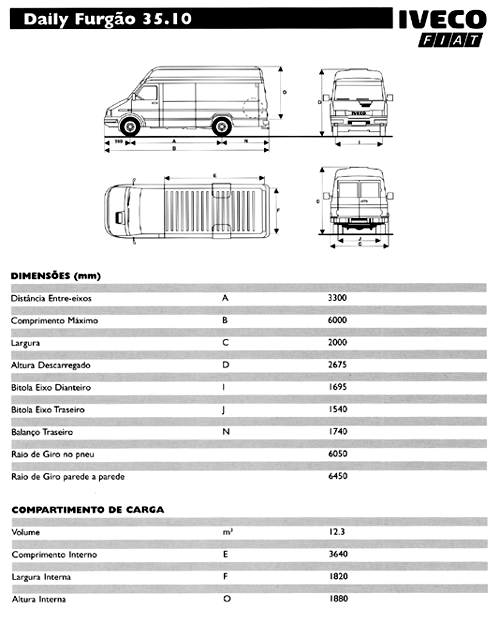 Daily Furgão 35.10
IVECO
FIAT
D
D
IVECO
960 A N
B
I
E
F
G
J
C
DIMENSÕES (mm)
Distância Entre-eixos A 3300
Comprimento Máximo B 6000
Largura C 2000
Altura Descarregado D 2675
Bitola Eixo Dianteiro I 1695
Bitola Eixo Traseiro J 1540
Balanço Traseiro N 1740
Raio de Giro no pneu 6050
Raio de Giro parede a parede 6450
COMPARTIMENTO DE CARGA
Volume m³ 12.3
Comprimento Interno E 3640
Largura Interna F 1820
Altura Interna O 1880